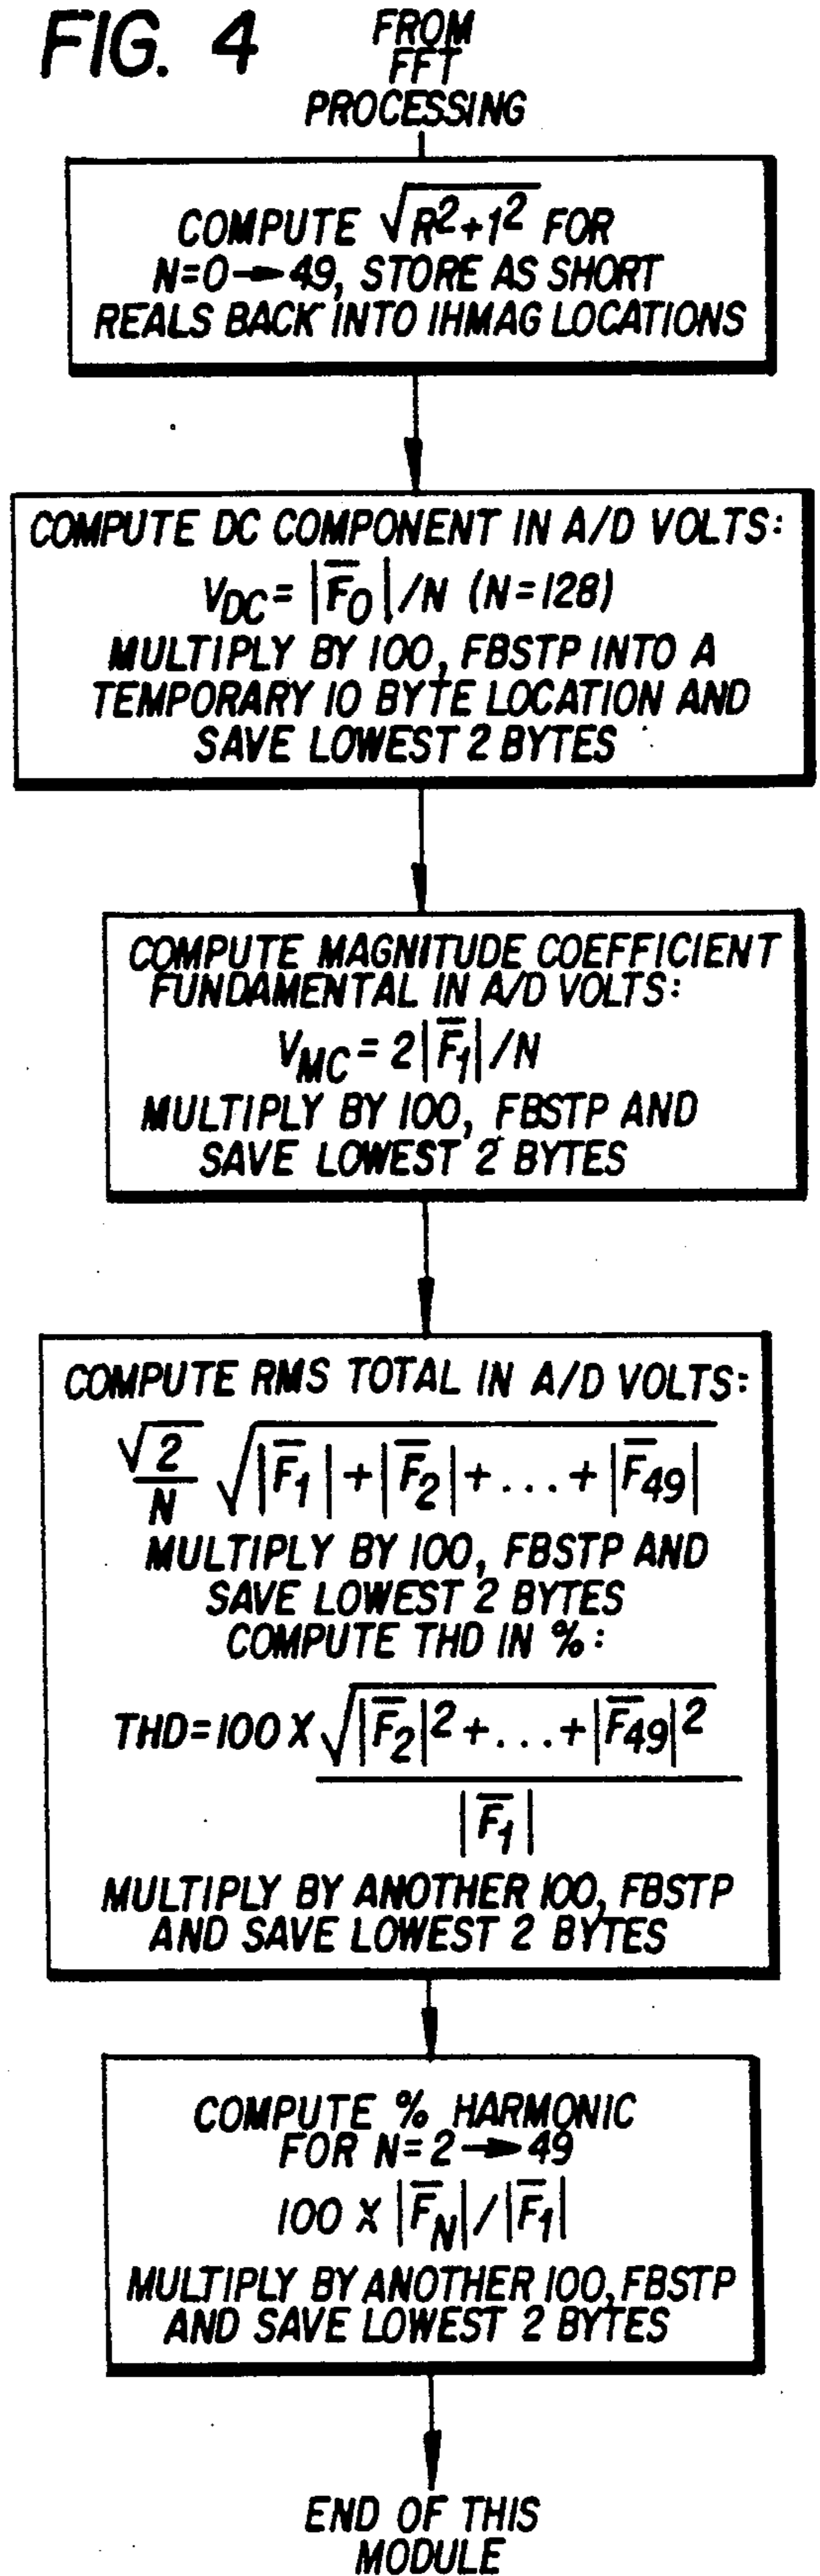 FIG. 4
FROM
FFT
PROCESSING
COMPUTE √R²+1² FOR
N=0→49, STORE AS SHORT
REALS BACK INTO IHMAG LOCATIONS
COMPUTE DC COMPONENT IN A/D VOLTS:
V_DC=|F̅₀|/N (N=128)
MULTIPLY BY 100, FBSTP INTO A
TEMPORARY 10 BYTE LOCATION AND
SAVE LOWEST 2 BYTES
COMPUTE MAGNITUDE COEFFICIENT
FUNDAMENTAL IN A/D VOLTS:
V_MC=2|F̅₁|/N
MULTIPLY BY 100, FBSTP AND
SAVE LOWEST 2 BYTES
COMPUTE RMS TOTAL IN A/D VOLTS:
√2/N √|F̅₁|+|F̅₂|+...+|F̅₄₉|
MULTIPLY BY 100, FBSTP AND
SAVE LOWEST 2 BYTES
COMPUTE THD IN %:
THD=100 X √|F̅₂|²+...+|F̅₄₉|²
|F̅₁|
MULTIPLY BY ANOTHER 100, FBSTP
AND SAVE LOWEST 2 BYTES
COMPUTE % HARMONIC
FOR N=2→49
100 X |F̅_N|/|F̅₁|
MULTIPLY BY ANOTHER 100, FBSTP
AND SAVE LOWEST 2 BYTES
END OF THIS
MODULE